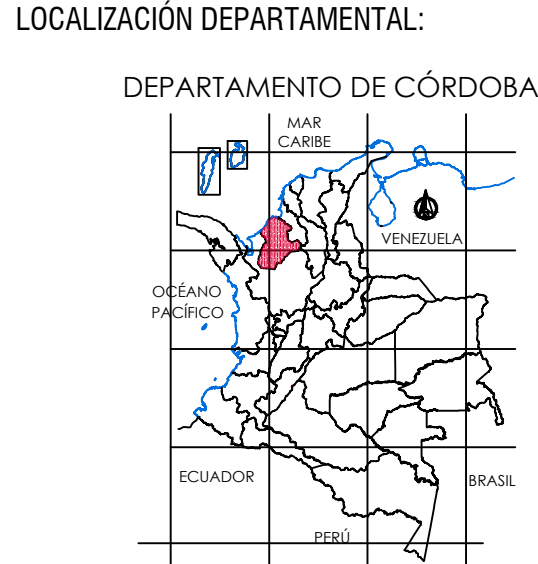 LOCALIZACIÓN DEPARTAMENTAL:
DEPARTAMENTO DE CÓRDOBA
MAR
CARIBE
VENEZUELA
OCÉANO
PACÍFICO
ECUADOR
BRASIL
PERÚ